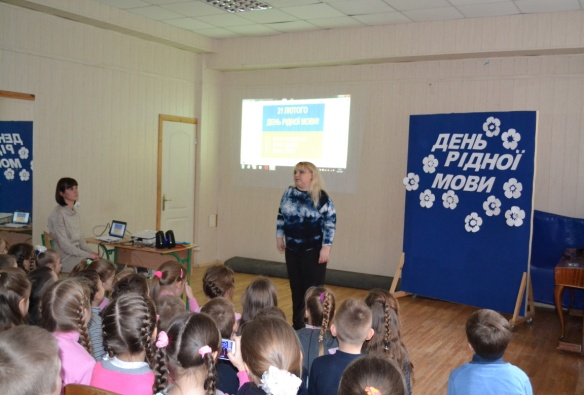 21 ЛЮТОГО
ДЕНЬ РІДНОЇ МОВИ
ДЕНЬ
РІДНОЇ
МОВИ
ДЕНЬ
РІДНОЇ
МОВИ